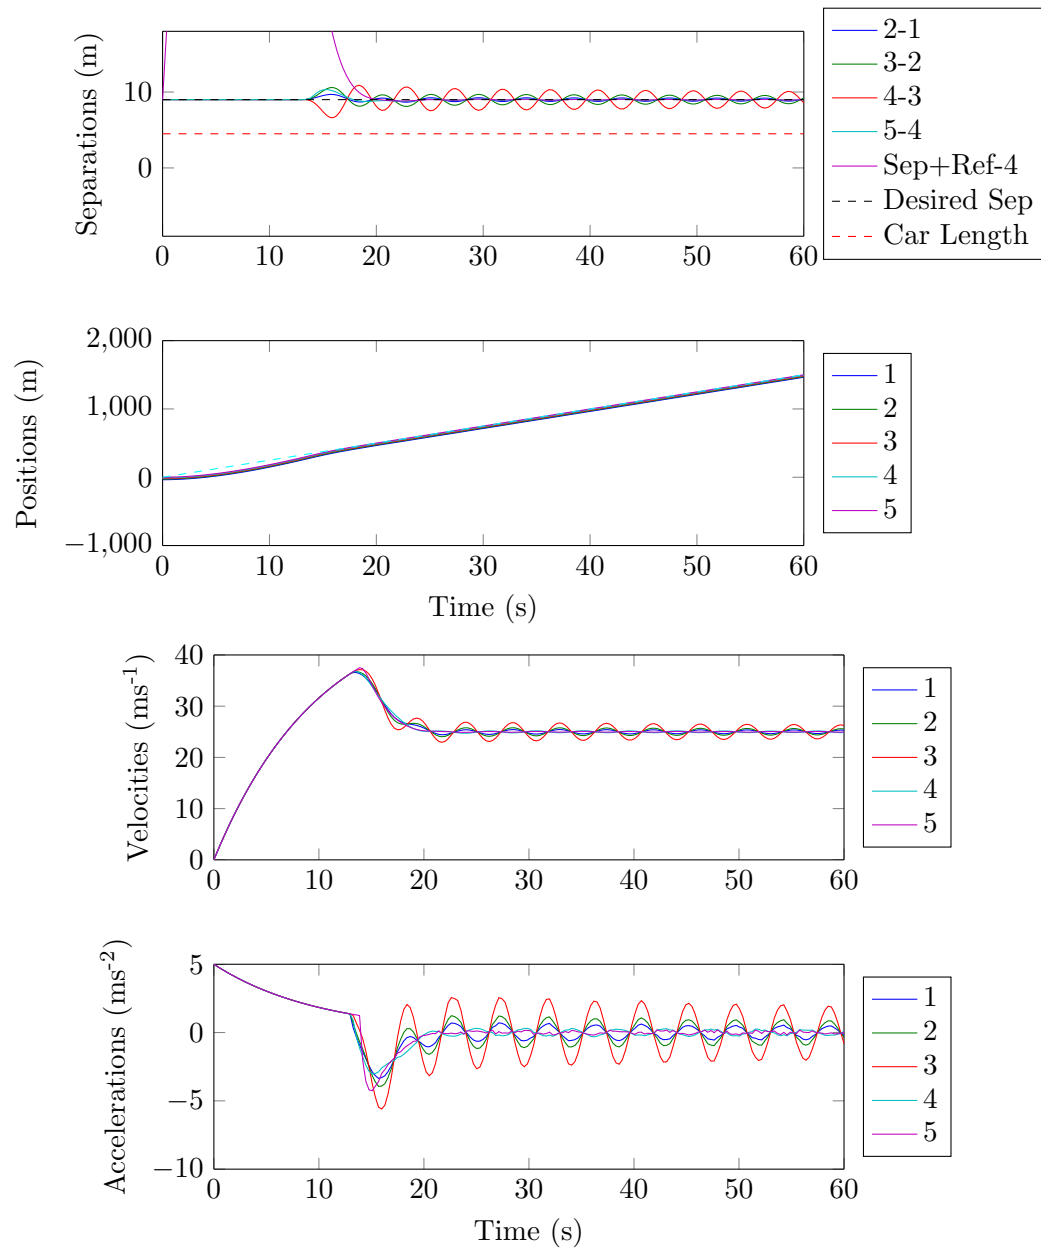 Separations (m)
10
0
0 10 20 30 40 50 60
2-1
3-2
4-3
5-4
Sep+Ref-4
Desired Sep
Car Length
Positions (m)
2,000
1,000
0
−1,000
0 10 20 30 40 50 60
Time (s)
1
2
3
4
5
Velocities (ms-1)
40
30
20
10
0
0 10 20 30 40 50 60
1
2
3
4
5
Accelerations (ms-2)
5
0
−5
−10
0 10 20 30 40 50 60
Time (s)
1
2
3
4
5